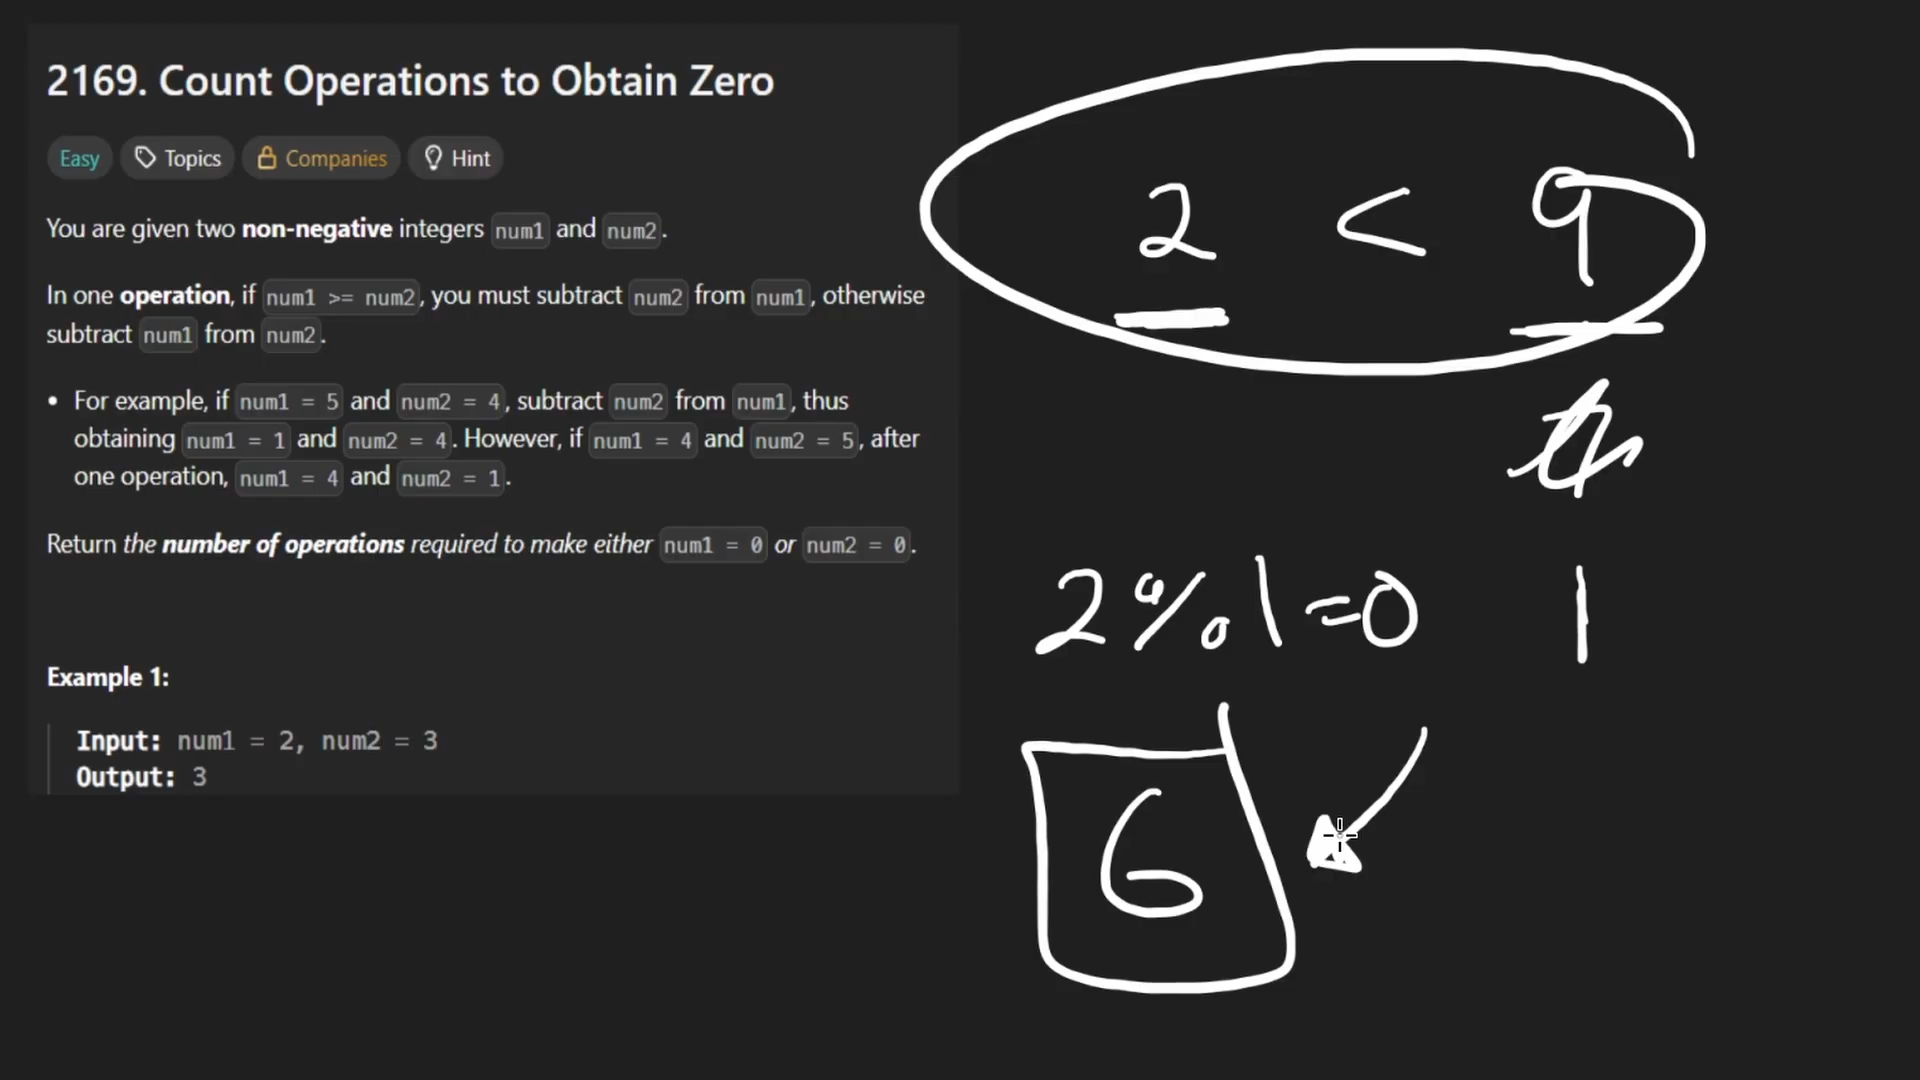 2169. Count Operations to Obtain Zero
Easy Topics Companies Hint
You are given two non-negative integers num1 and num2.
In one operation, if num1 >= num2, you must subtract num2 from num1, otherwise
subtract num1 from num2.
• For example, if num1 = 5 and num2 = 4, subtract num2 from num1, thus
obtaining num1 = 1 and num2 = 4. However, if num1 = 4 and num2 = 5, after
one operation, num1 = 4 and num2 = 1.
Return the number of operations required to make either num1 = 0 or num2 = 0.
Example 1:
Input: num1 = 2, num2 = 3
Output: 3
2 < 9
2%1=0 1
6